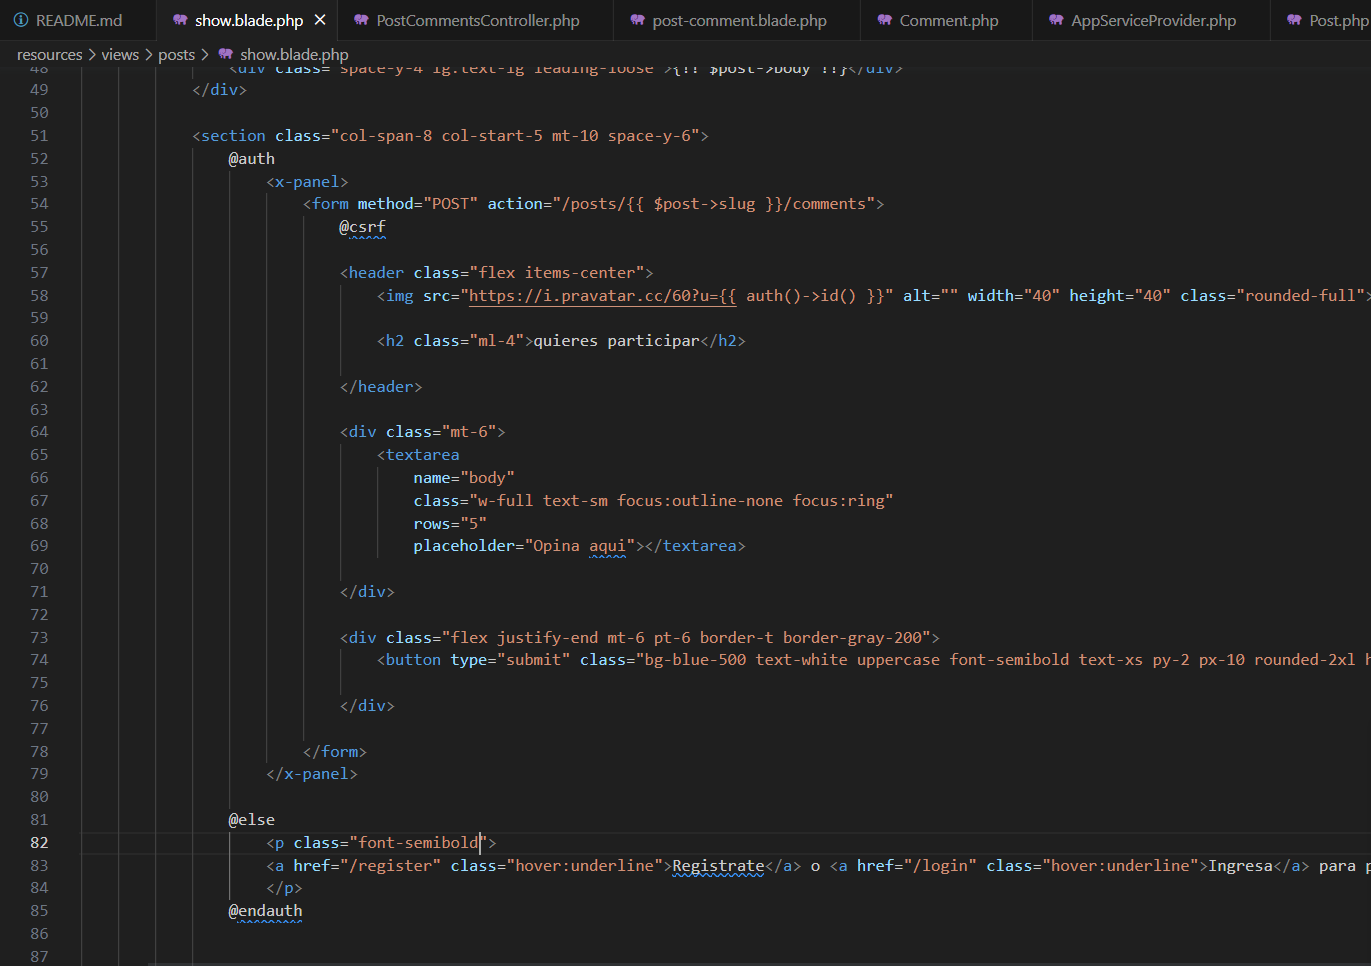 README.md show.blade.php PostCommentsController.php post-comment.blade.php Comment.php AppServiceProvider.php Post.php
resources > views > posts > show.blade.php
48 <div class="space-y-4 lg:text-lg leading-loose">{!! $post->body !!}</div>
49 </div>
50
51 <section class="col-span-8 col-start-5 mt-10 space-y-6">
52 @auth
53 <x-panel>
54 <form method="POST" action="/posts/{{ $post->slug }}/comments">
55 @csrf
56
57 <header class="flex items-center">
58 <img src="https://i.pravatar.cc/60?u={{ auth()->id() }}" alt="" width="40" height="40" class="rounded-full">
59
60 <h2 class="ml-4">quieres participar</h2>
61
62 </header>
63
64 <div class="mt-6">
65 <textarea
66 name="body"
67 class="w-full text-sm focus:outline-none focus:ring"
68 rows="5"
69 placeholder="Opina aqui"></textarea>
70
71 </div>
72
73 <div class="flex justify-end mt-6 pt-6 border-t border-gray-200">
74 <button type="submit" class="bg-blue-500 text-white uppercase font-semibold text-xs py-2 px-10 rounded-2xl
75
76 </div>
77
78 </form>
79 </x-panel>
80
81 @else
82 <p class="font-semibold">
83 <a href="/register" class="hover:underline">Registrate</a> o <a href="/login" class="hover:underline">Ingresa</a> para
84 </p>
85 @endauth
86
87